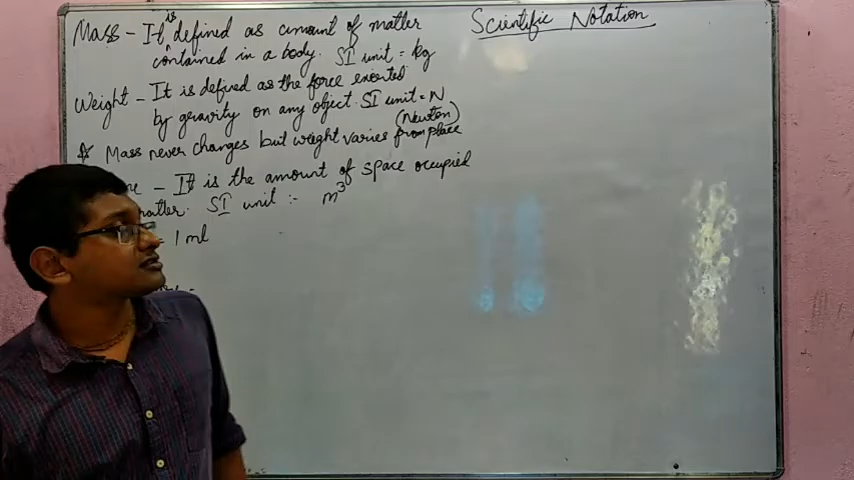 Mass - It is defined as amount of matter
contained in a body. SI unit = kg
Weight - It is defined as the force exerted
by gravity on any object. SI unit = N
(Newton)
☆ Mass never changes but weight varies from place
- It is the amount of space occupied
matter. SI unit :- m³
1 ml
Scientific Notation